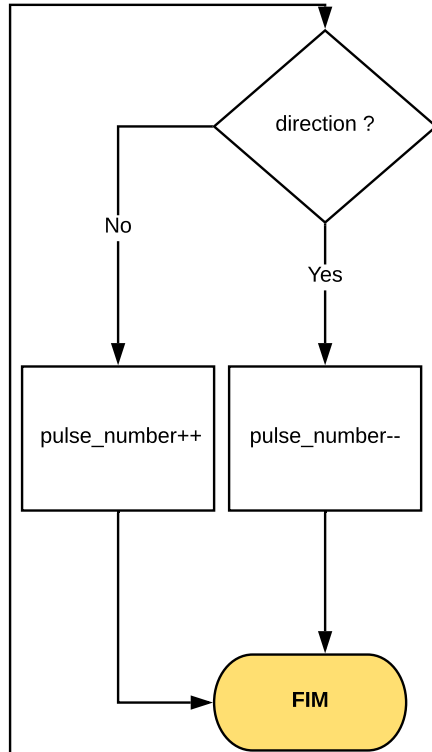 direction ?
No
Yes
pulse_number++
pulse_number--
FIM